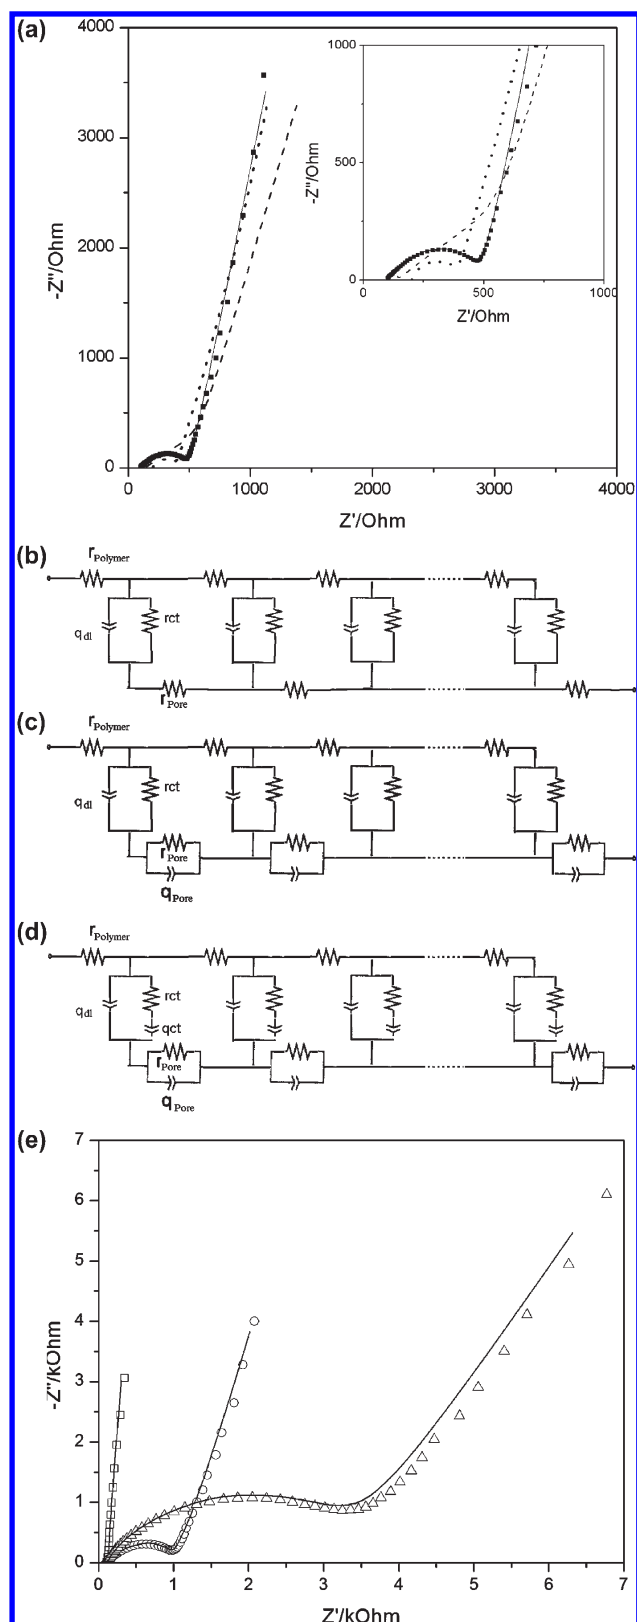 (a)
4000
3000
2000
1000
0
-Z''/Ohm
0 1000 2000 3000 4000
Z'/Ohm
1000
500
0
-Z''/Ohm
0 500 1000
Z'/Ohm
(b)
rPolymer
qdl
rct
rPore
(c)
rPolymer
qdl
rct
rPore
qPore
(d)
rPolymer
qdl
rct
qct
rPore
qPore
(e)
7
6
5
4
3
2
1
0
-Z''/kOhm
0 1 2 3 4 5 6 7
Z'/kOhm